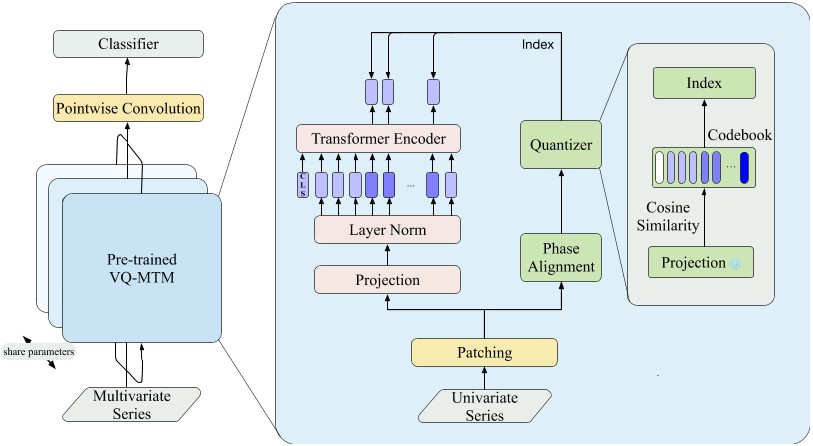 Classifier
Pointwise Convolution
Pre-trained
VQ-MTM
share parameters
Multivariate
Series
Index
Transformer Encoder
CLS
...
Layer Norm
Projection
Quantizer
Phase
Alignment
Patching
Univariate
Series
Index
Codebook
...
Cosine
Similarity
Projection